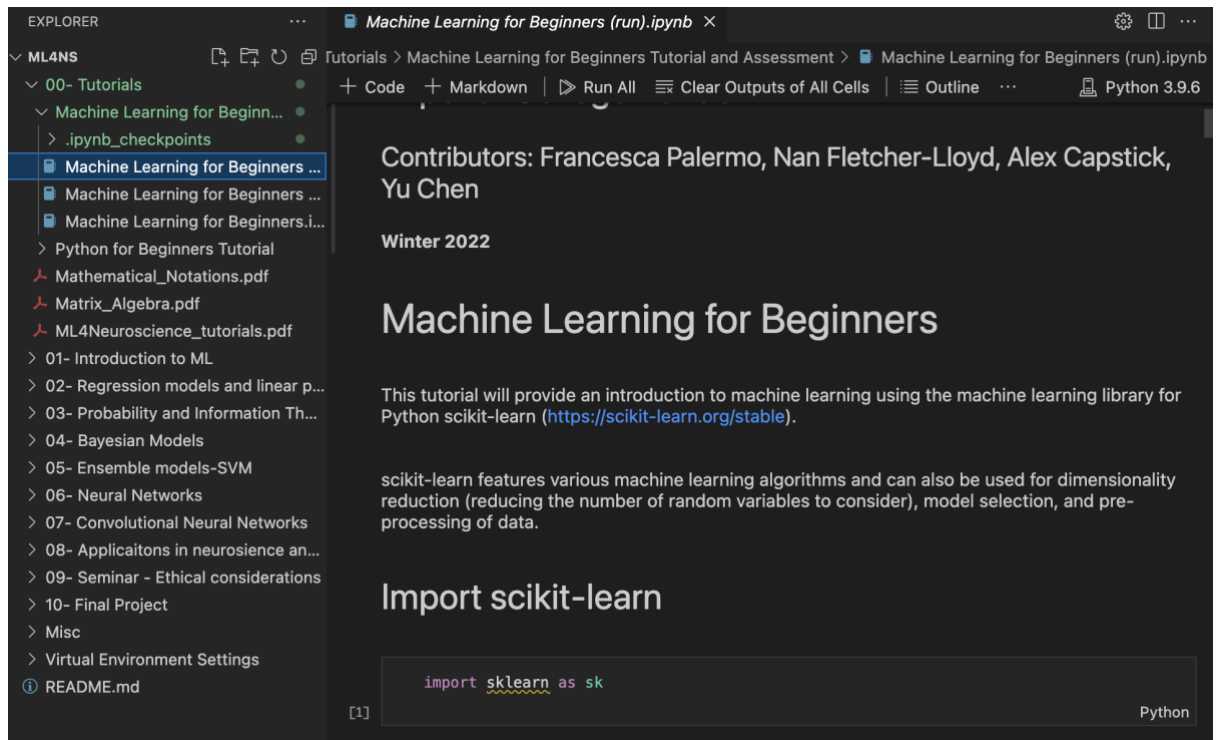 EXPLORER
Machine Learning for Beginners (run).ipynb
ML4NS
00- Tutorials
Machine Learning for Beginn...
.ipynb_checkpoints
Machine Learning for Beginners ...
Machine Learning for Beginners ...
Machine Learning for Beginners.i...
Python for Beginners Tutorial
Mathematical_Notations.pdf
Matrix_Algebra.pdf
ML4Neuroscience_tutorials.pdf
01- Introduction to ML
02- Regression models and linear p...
03- Probability and Information Th...
04- Bayesian Models
05- Ensemble models-SVM
06- Neural Networks
07- Convolutional Neural Networks
08- Applicaitons in neurosience an...
09- Seminar - Ethical considerations
10- Final Project
Misc
Virtual Environment Settings
README.md
Tutorials > Machine Learning for Beginners Tutorial and Assessment > Machine Learning for Beginners (run).ipynb
+ Code + Markdown Run All Clear Outputs of All Cells Outline ... Python 3.9.6
Contributors: Francesca Palermo, Nan Fletcher-Lloyd, Alex Capstick,
Yu Chen
Winter 2022
Machine Learning for Beginners
This tutorial will provide an introduction to machine learning using the machine learning library for
Python scikit-learn (https://scikit-learn.org/stable).
scikit-learn features various machine learning algorithms and can also be used for dimensionality
reduction (reducing the number of random variables to consider), model selection, and pre-
processing of data.
Import scikit-learn
import sklearn as sk
[1]
Python